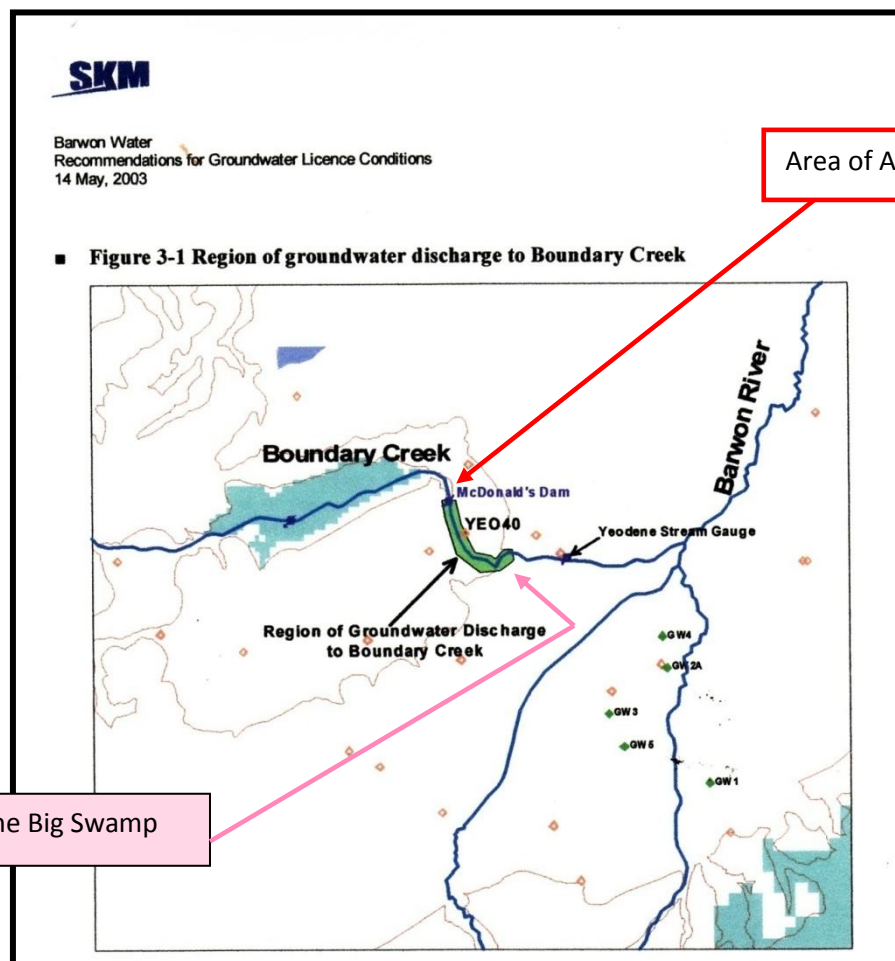 SKM
Barwon Water
Recommendations for Groundwater Licence Conditions
14 May, 2003
Area of A
■ Figure 3-1 Region of groundwater discharge to Boundary Creek
Barwon River
Boundary Creek
McDonald's Dam
YEO40
Yeodene Stream Gauge
Region of Groundwater Discharge
to Boundary Creek
GW4
GW2A
GW3
GW5
GW1
he Big Swamp